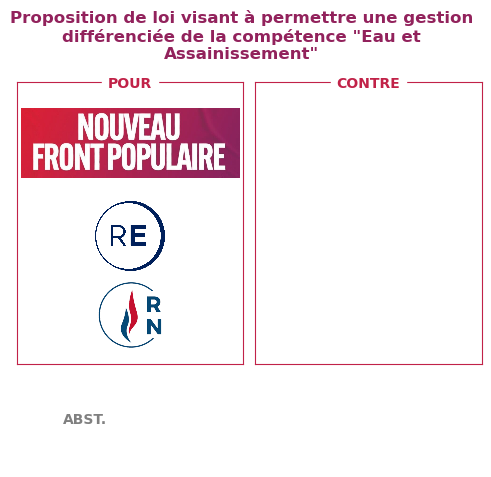 Proposition de loi visant à permettre une gestion
différenciée de la compétence "Eau et
Assainissement"
POUR
CONTRE
NOUVEAU
FRONT POPULAIRE
RE
R
N
ABST.